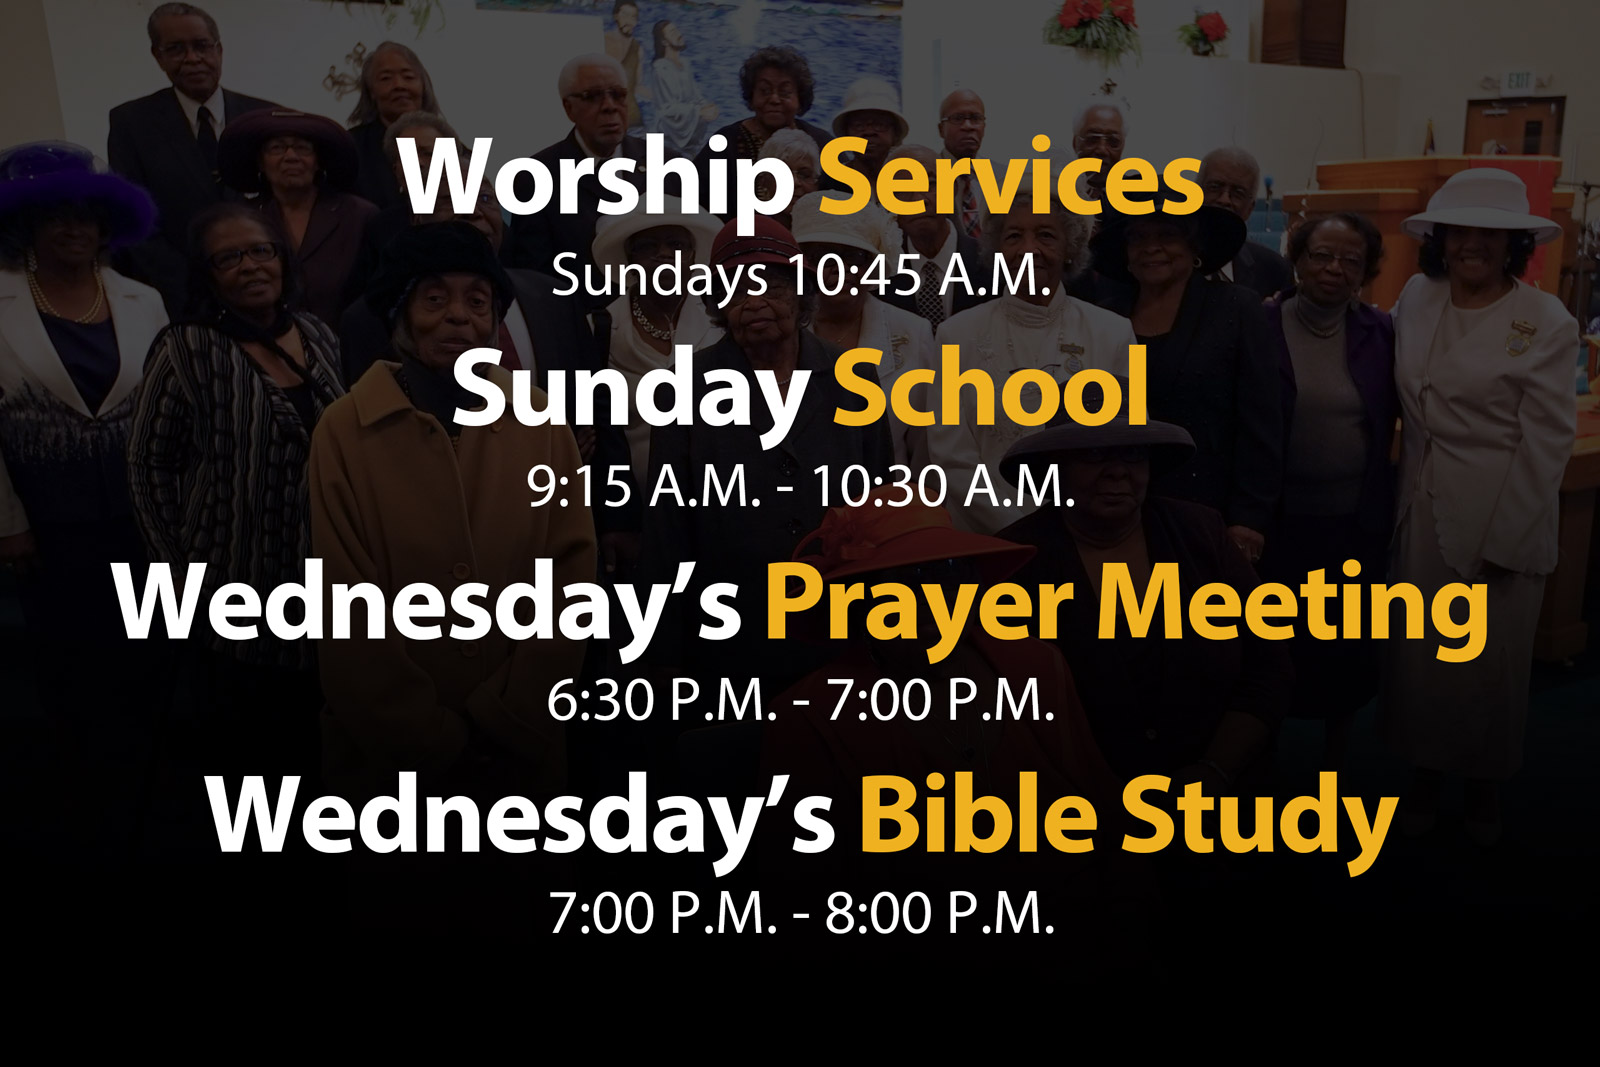 EXIT
Worship Services
Sundays 10:45 A.M.
Sunday School
9:15 A.M. - 10:30 A.M.
Wednesday’s Prayer Meeting
6:30 P.M. - 7:00 P.M.
Wednesday’s Bible Study
7:00 P.M. - 8:00 P.M.